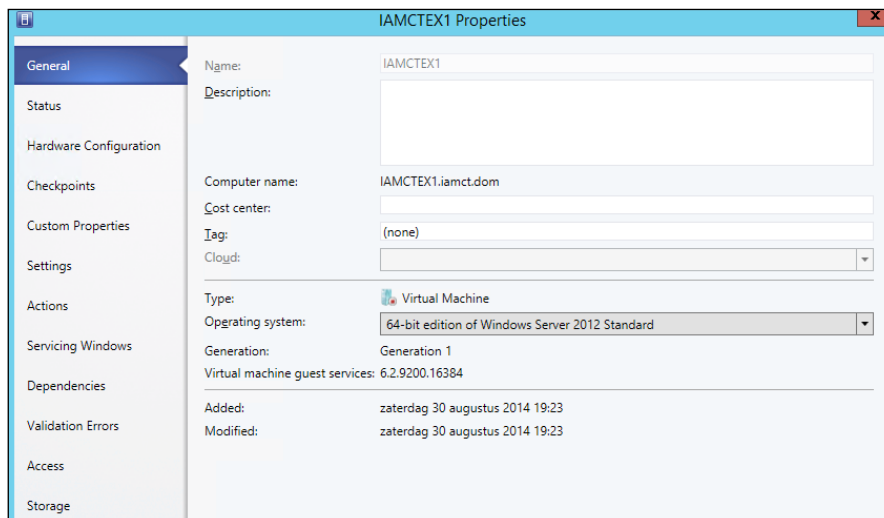 IAMCTEX1 Properties
x
General
Status
Hardware Configuration
Checkpoints
Custom Properties
Settings
Actions
Servicing Windows
Dependencies
Validation Errors
Access
Storage
Name: IAMCTEX1
Description:
Computer name: IAMCTEX1.iamct.dom
Cost center:
Tag: (none)
Cloud:
Type: Virtual Machine
Operating system: 64-bit edition of Windows Server 2012 Standard
Generation: Generation 1
Virtual machine guest services: 6.2.9200.16384
Added: zaterdag 30 augustus 2014 19:23
Modified: zaterdag 30 augustus 2014 19:23